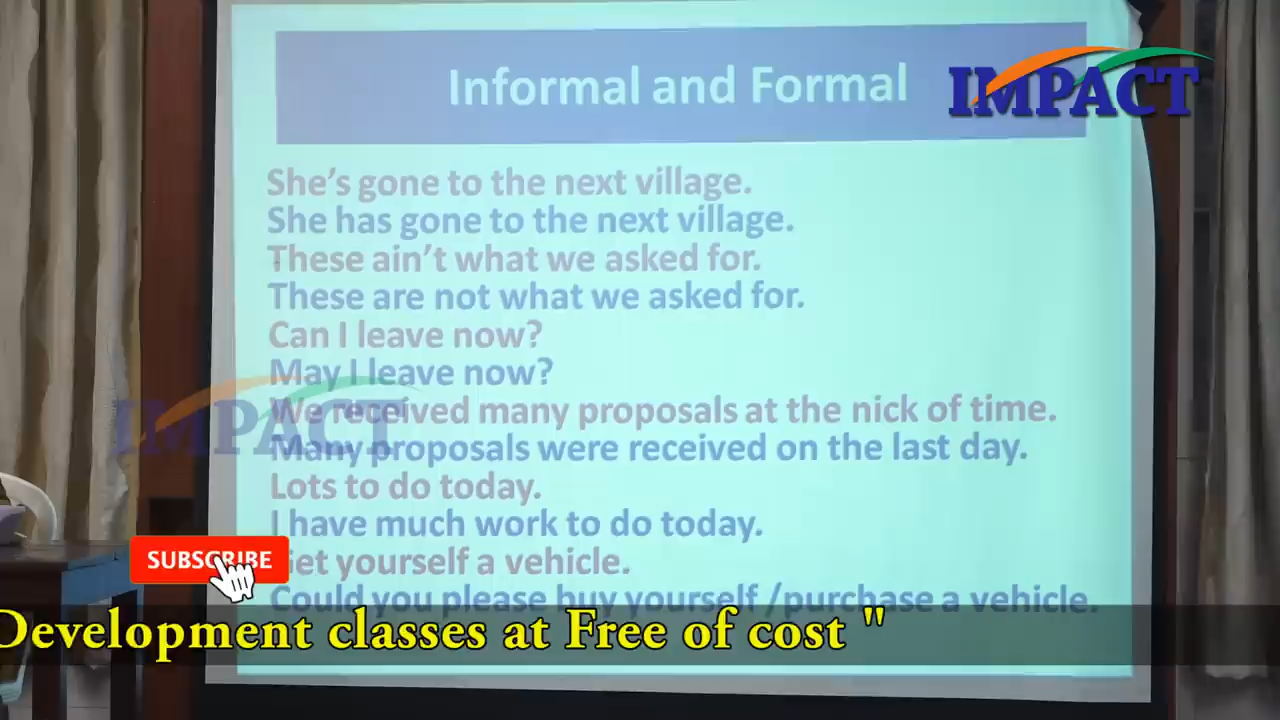 Informal and Formal
IMPACT
She's gone to the next village.
She has gone to the next village.
These ain't what we asked for.
These are not what we asked for.
Can I leave now?
May I leave now?
We received many proposals at the nick of time.
IMPACT
Many proposals were received on the last day.
Lots to do today.
I have much work to do today.
SUBSCRIBE
Get yourself a vehicle.
Could you please buy yourself /purchase a vehicle.
Development classes at Free of cost "